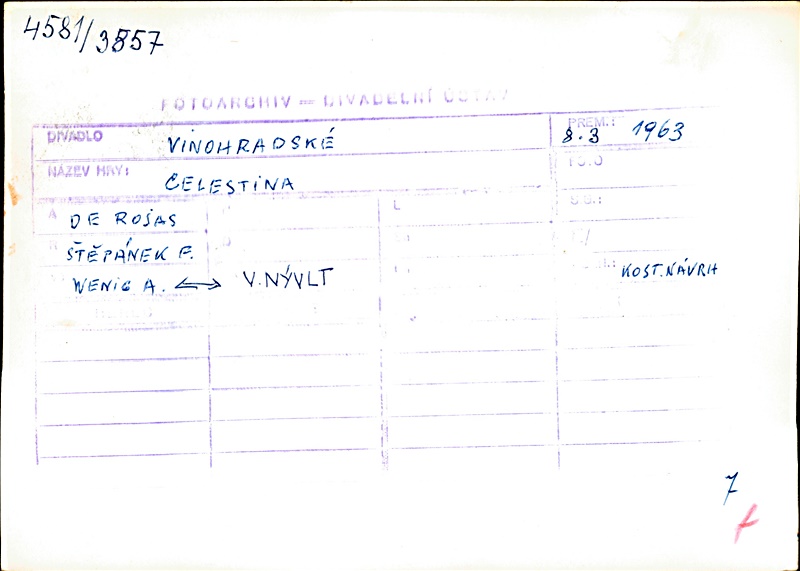 4581/3857
FOTOARCHIV — DIVADELNÍ ÚSTAV
DIVADLO VINOHRADSKÉ PREM.: 8.3 1963
NÁZEV HRY: CELESTINA
A DE ROJAS L
R ŠTĚPÁNEK F.
WENIG A. ↔ V. NÝVLT KOST. NÁVRH
7